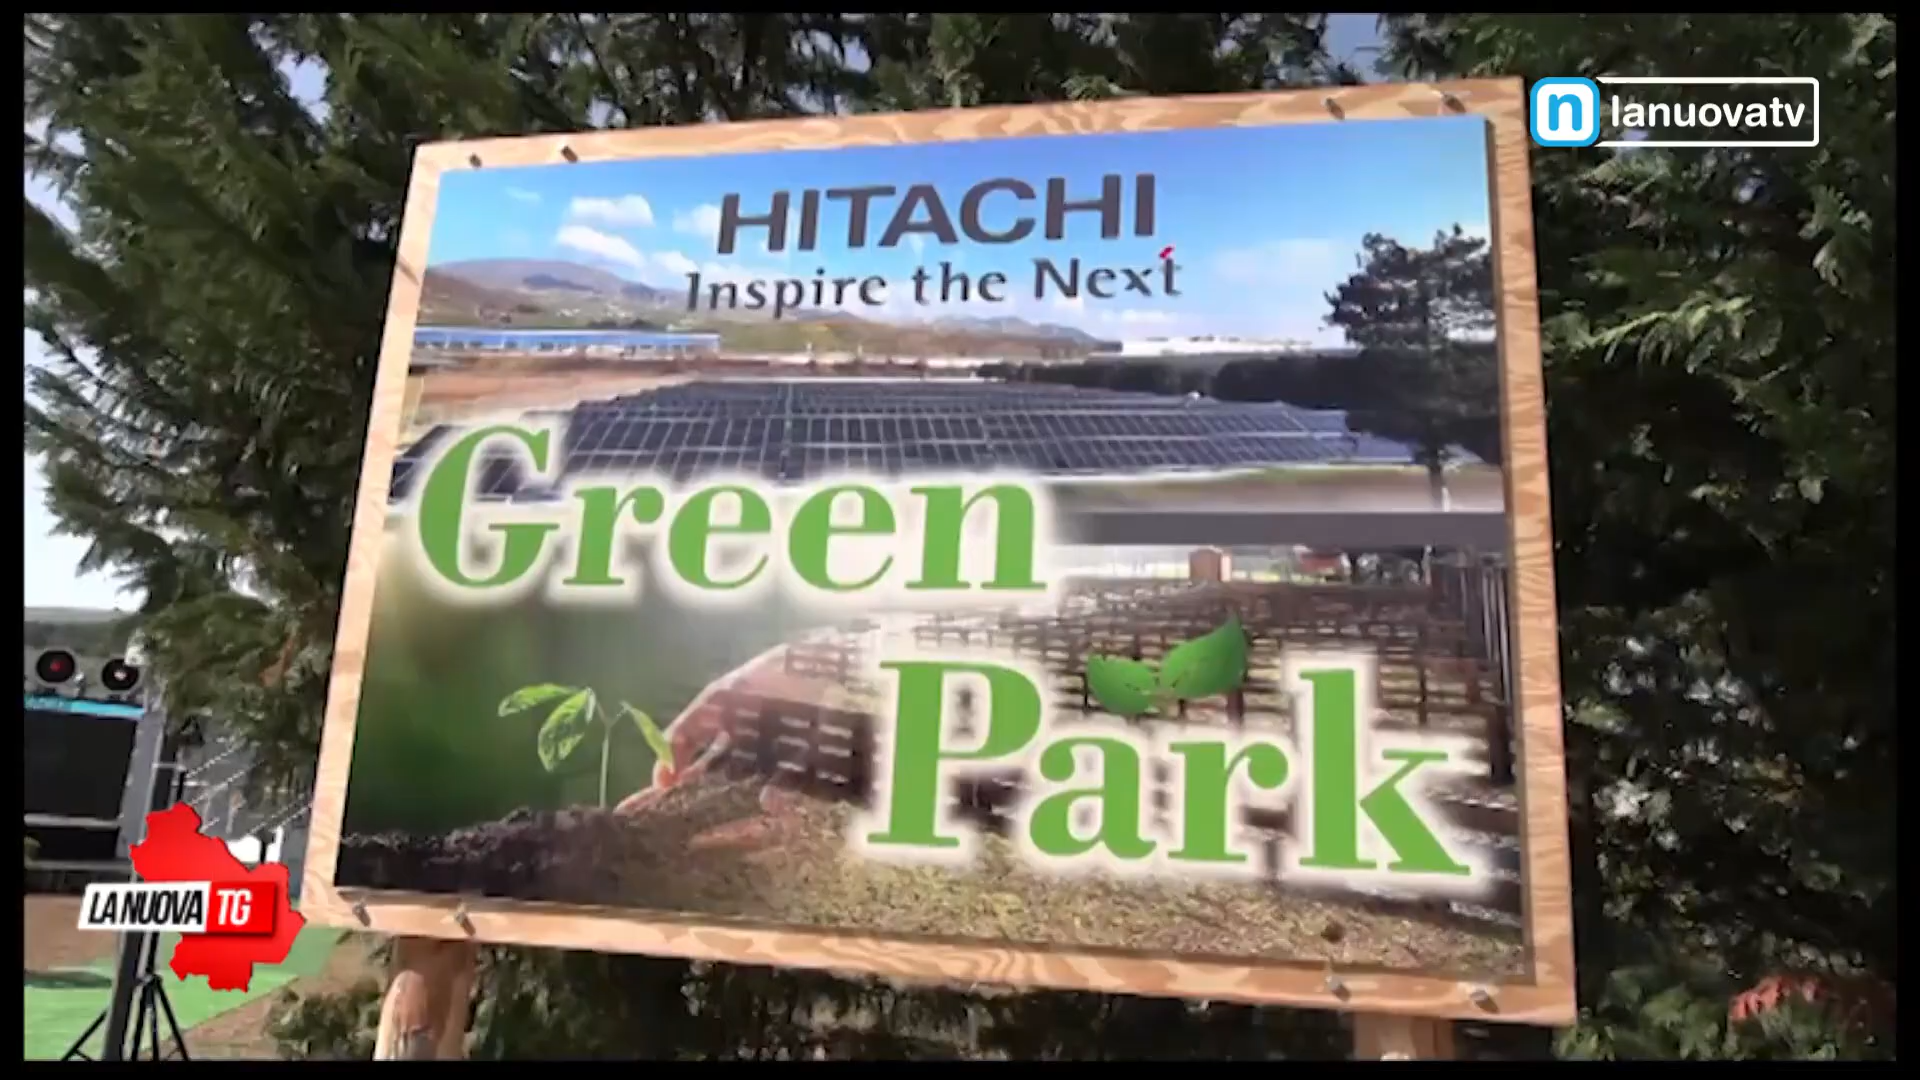 n lanuovatv
HITACHI
Inspire the Next
Green
Park
LA NUOVA TG